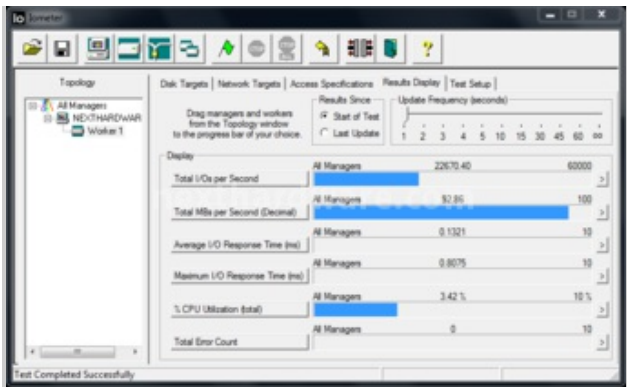 Io Iometer
Topology
All Managers
NEXTHARDWAR
Worker 1
Disk Targets Network Targets Access Specifications Results Display Test Setup
Drag managers and workers
from the Topology window
to the progress bar of your choice.
Results Since
Start of Test
Last Update
Update Frequency (seconds)
1 2 3 4 5 10 15 30 45 60 ∞
Display
All Managers 22670.40 60000
Total I/Os per Second
All Managers 92.86 100
Total MBs per Second (Decimal)
All Managers 0.1321 10
Average I/O Response Time (ms)
All Managers 0.8075 10
Maximum I/O Response Time (ms)
All Managers 3.42 % 10 %
% CPU Utilization (total)
All Managers 0 10
Total Error Count
Test Completed Successfully